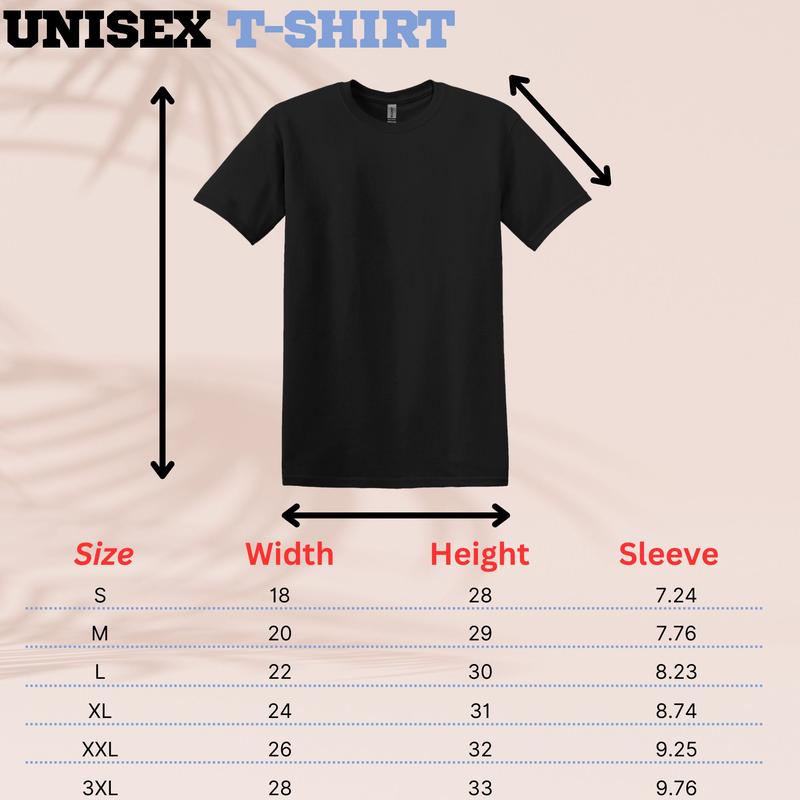 UNISEX T-SHIRT
Size Width Height Sleeve
S 18 28 7.24
M 20 29 7.76
L 22 30 8.23
XL 24 31 8.74
XXL 26 32 9.25
3XL 28 33 9.76